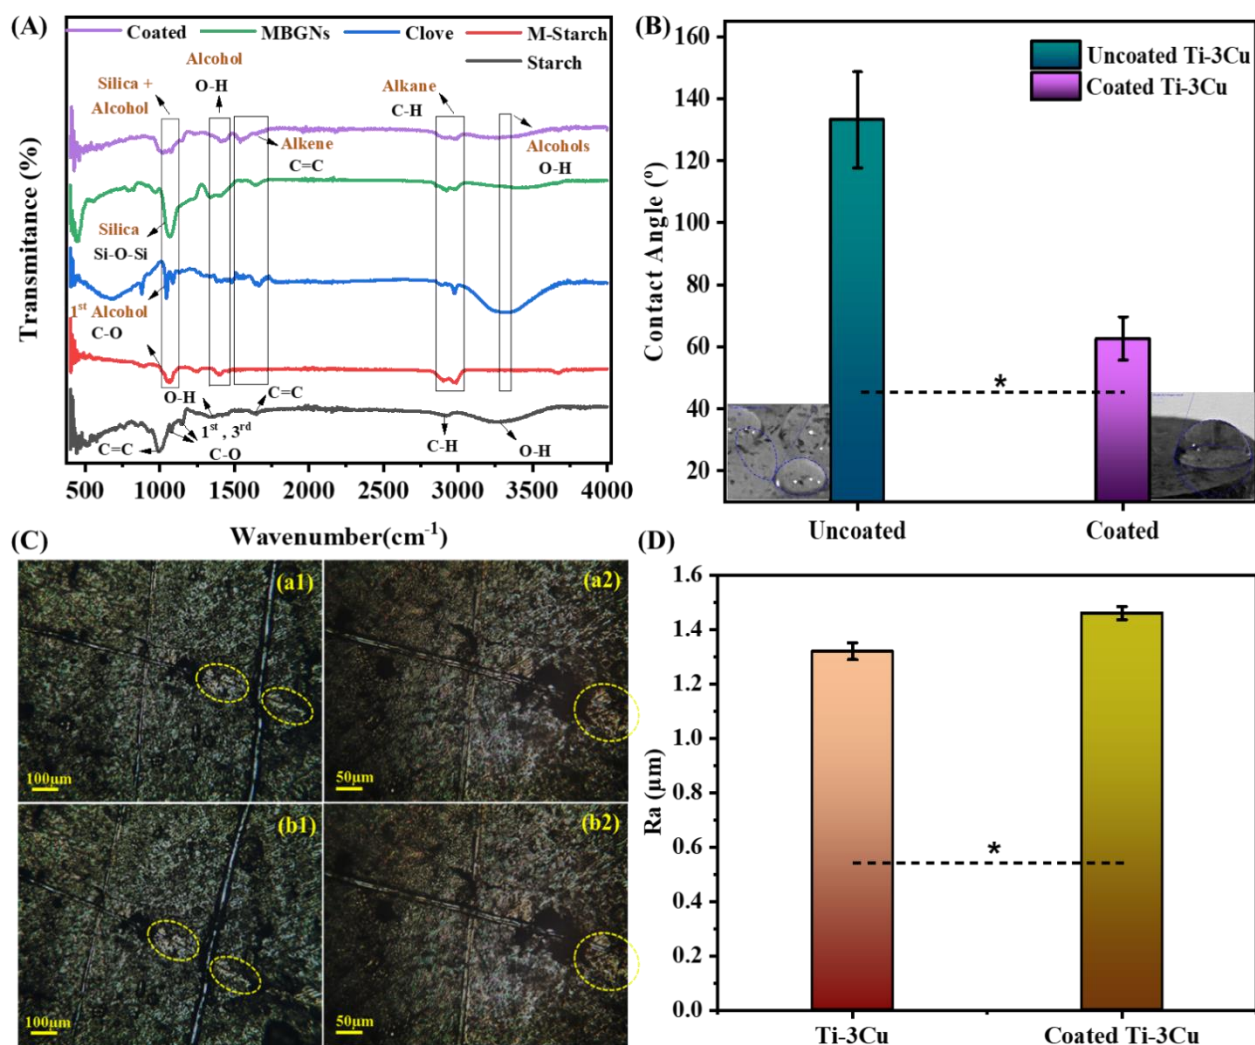 (A)
Coated MBGNs Clove M-Starch
Starch
Silica +
Alcohol
Alcohol
O-H
Alkane
C-H
Alkene
C=C
Alcohols
O-H
Silica
Si-O-Si
1st Alcohol
C-O
O-H
C=C
1st , 3rd
C-O
C=C
C-H
O-H
Transmitance (%)
500 1000 1500 2000 2500 3000 3500 4000
Wavenumber(cm-1)
(B)
Uncoated Ti-3Cu
Coated Ti-3Cu
Contact Angle (º)
160
140
120
100
80
60
40
20
*
Uncoated Coated
(C)
(a1)
100µm
(a2)
50µm
(b1)
100µm
(b2)
50µm
(D)
Ra (µm)
1.6
1.4
1.2
1.0
0.8
0.6
0.4
0.2
0.0
*
Ti-3Cu Coated Ti-3Cu